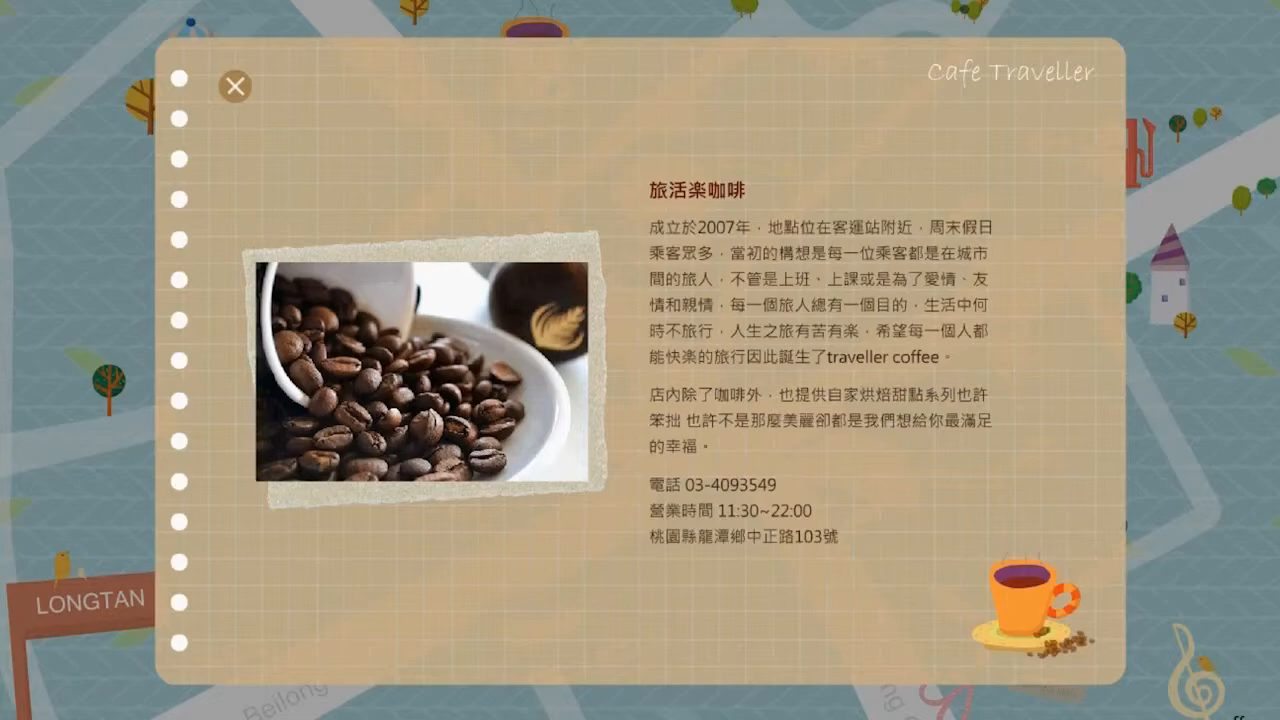 Cafe Traveller
旅活楽咖啡
成立於2007年，地點位在客運站附近，周末假日
乘客眾多，當初的構想是每一位乘客都是在城市
間的旅人，不管是上班、上課或是為了愛情、友
情和親情，每一個旅人總有一個目的，生活中何
時不旅行，人生之旅有苦有楽，希望每一個人都
能快楽的旅行因此誕生了traveller coffee。
店內除了咖啡外，也提供自家烘焙甜點系列也許
笨拙 也許不是那麼美麗卻都是我們想給你最滿足
的幸福。
電話 03-4093549
營業時間 11:30~22:00
桃園縣龍潭鄉中正路103號
LONGTAN
Beilong